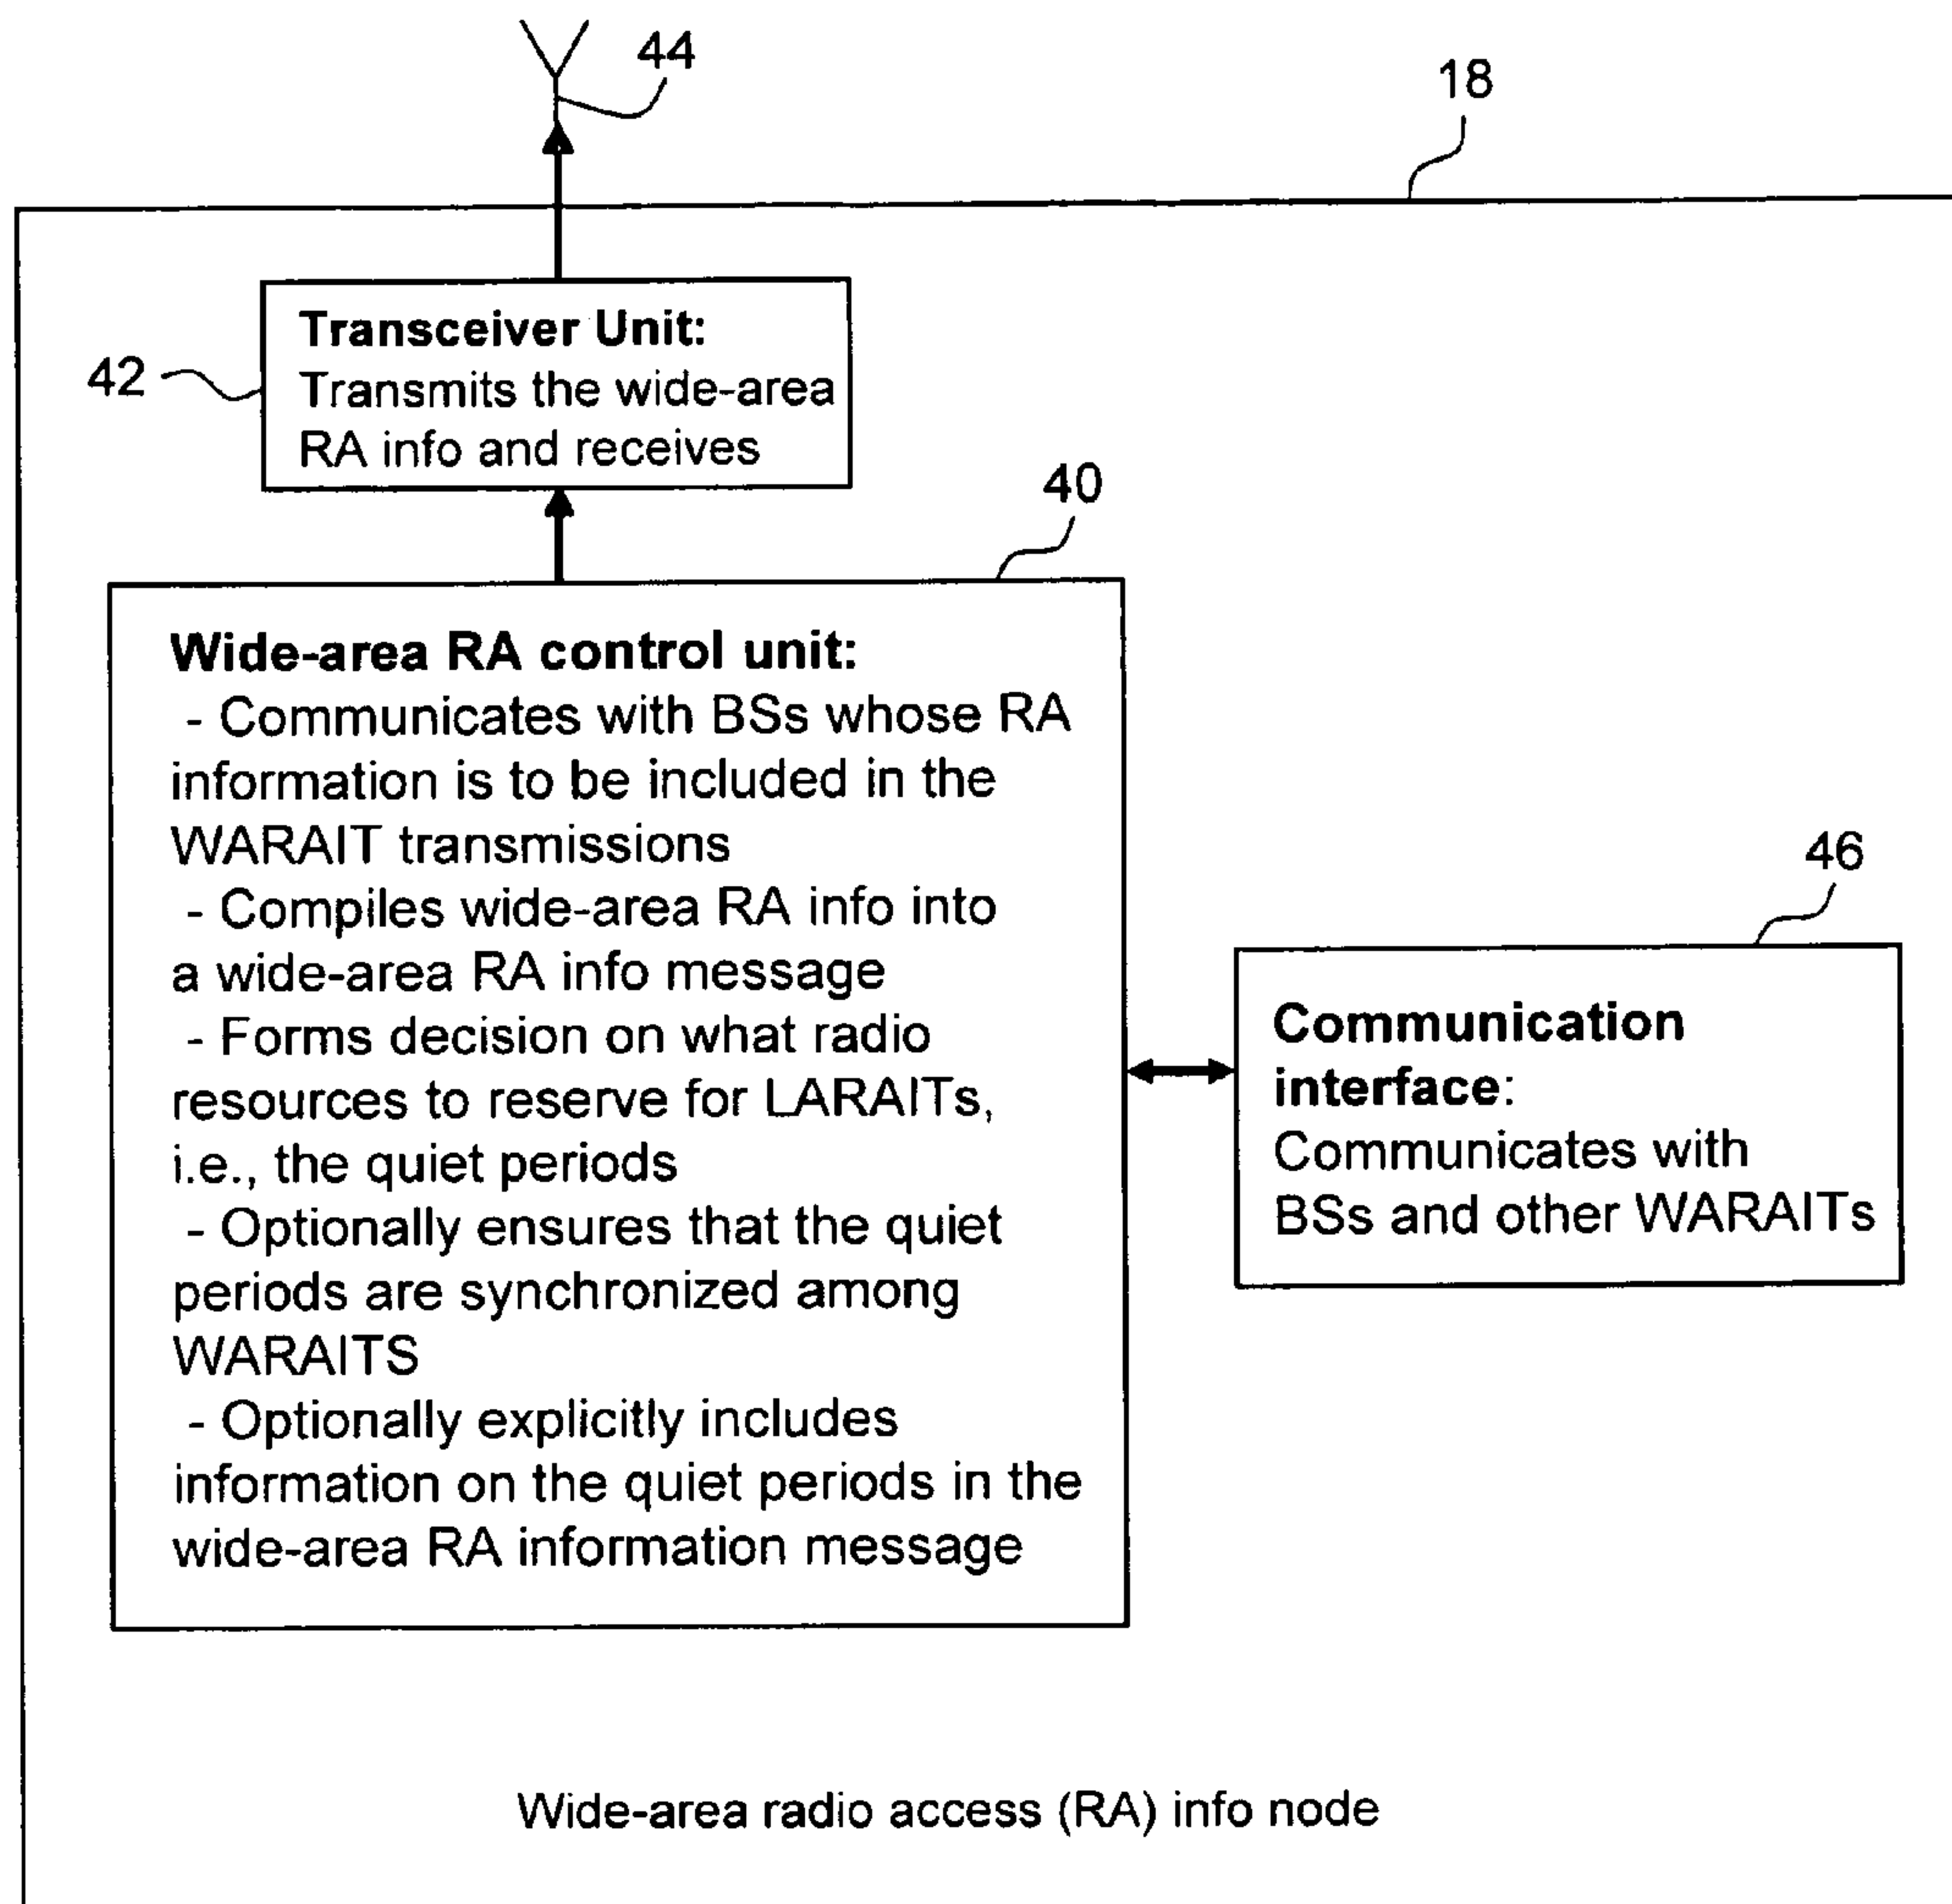 44
18
Transceiver Unit:
Transmits the wide-area
RA info and receives
42
40
Wide-area RA control unit:
- Communicates with BSs whose RA
information is to be included in the
WARAIT transmissions
- Compiles wide-area RA info into
a wide-area RA info message
- Forms decision on what radio
resources to reserve for LARAITs,
i.e., the quiet periods
- Optionally ensures that the quiet
periods are synchronized among
WARAITS
- Optionally explicitly includes
information on the quiet periods in the
wide-area RA information message
46
Communication
interface:
Communicates with
BSs and other WARAITs
Wide-area radio access (RA) info node